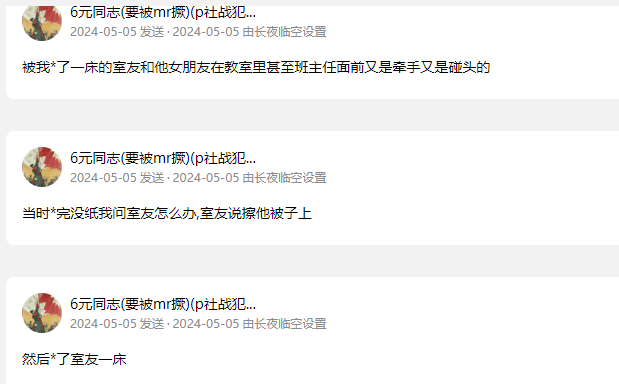 6元同志(要被mr撅)(p社战犯...
2024-05-05 发送 · 2024-05-05 由长夜临空设置
被我*了一床的室友和他女朋友在教室里甚至班主任面前又是牵手又是碰头的
6元同志(要被mr撅)(p社战犯...
2024-05-05 发送 · 2024-05-05 由长夜临空设置
当时*完没纸我问室友怎么办,室友说擦他被子上
6元同志(要被mr撅)(p社战犯...
2024-05-05 发送 · 2024-05-05 由长夜临空设置
然后*了室友一床